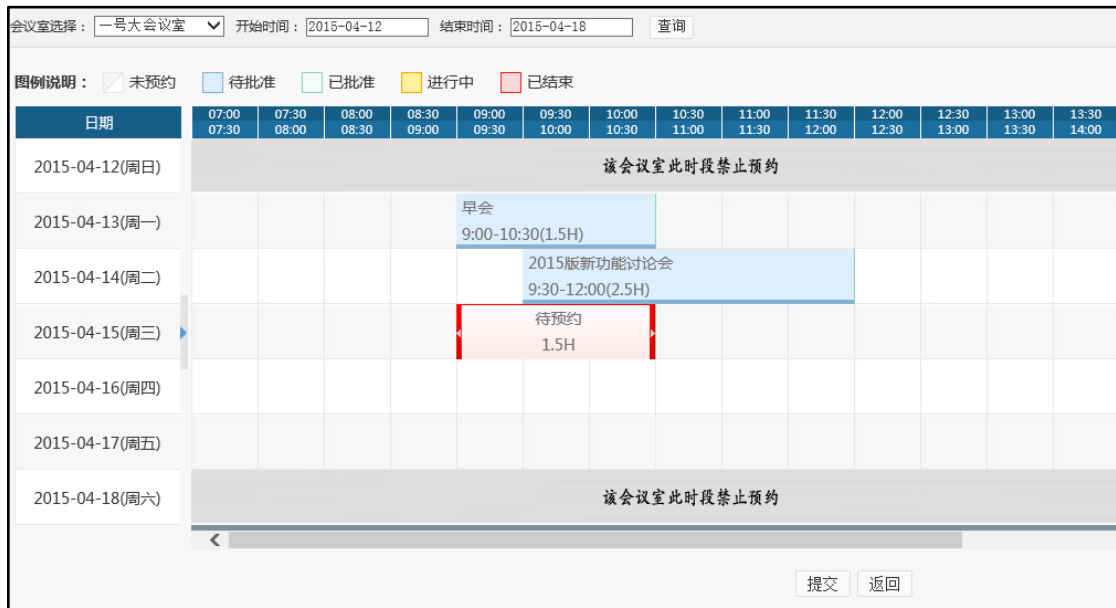 会议室选择： 一号大会议室 开始时间： 2015-04-12 结束时间： 2015-04-18 查询
图例说明： 未预约 待批准 已批准 进行中 已结束
日期
07:00 07:30 08:00 08:30 09:00 09:30 10:00 10:30 11:00 11:30 12:00 12:30 13:00 13:30
07:30 08:00 08:30 09:00 09:30 10:00 10:30 11:00 11:30 12:00 12:30 13:00 13:30 14:00
2015-04-12(周日) 该会议室此时段禁止预约
2015-04-13(周一)
早会
9:00-10:30(1.5H)
2015-04-14(周二)
2015版新功能讨论会
9:30-12:00(2.5H)
2015-04-15(周三)
待预约
1.5H
2015-04-16(周四)
2015-04-17(周五)
2015-04-18(周六) 该会议室此时段禁止预约
提交 返回